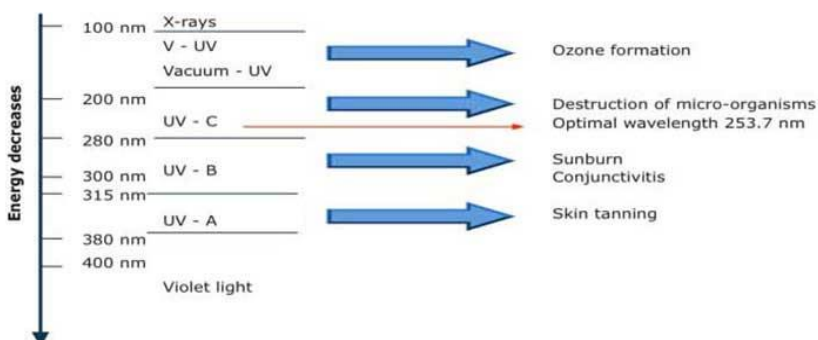 Energy decreases
100 nm
X-rays
V - UV
Vacuum - UV
Ozone formation
200 nm
UV - C
Destruction of micro-organisms
Optimal wavelength 253.7 nm
280 nm
UV - B
Sunburn
Conjunctivitis
300 nm
315 nm
UV - A
Skin tanning
380 nm
400 nm
Violet light